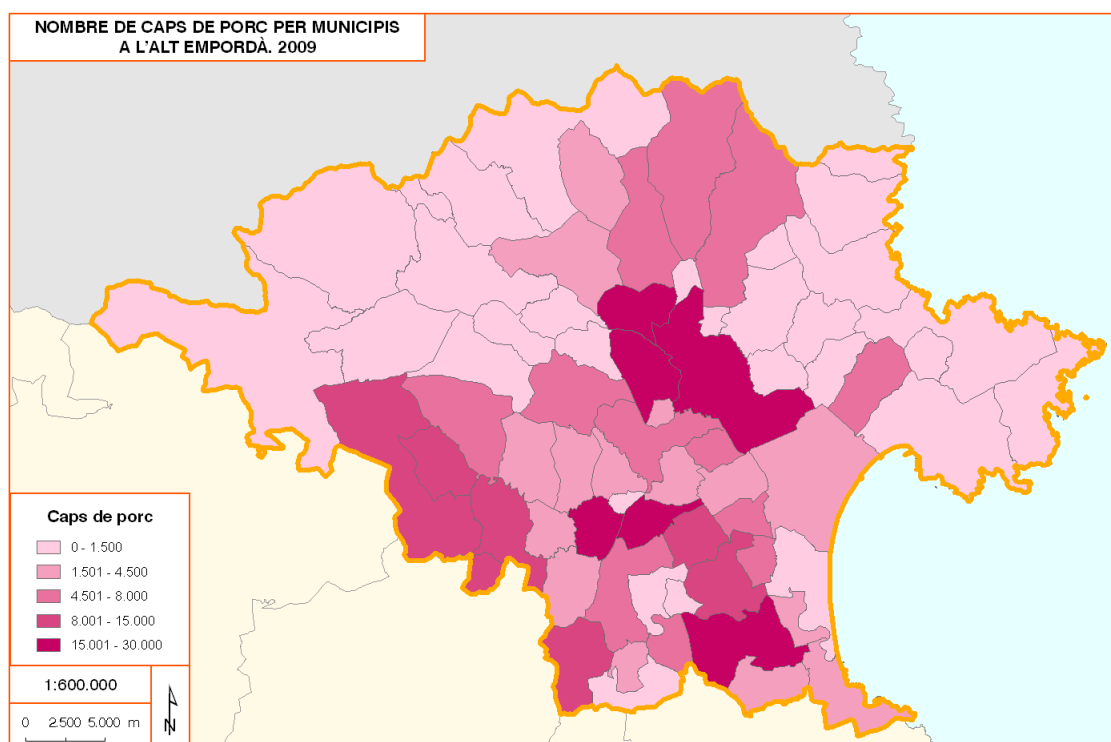 NOMBRE DE CAPS DE PORC PER MUNICIPIS
A L'ALT EMPORDÀ. 2009
Caps de porc
0 - 1.500
1.501 - 4.500
4.501 - 8.000
8.001 - 15.000
15.001 - 30.000
1:600.000
0 2.500 5.000 m
N